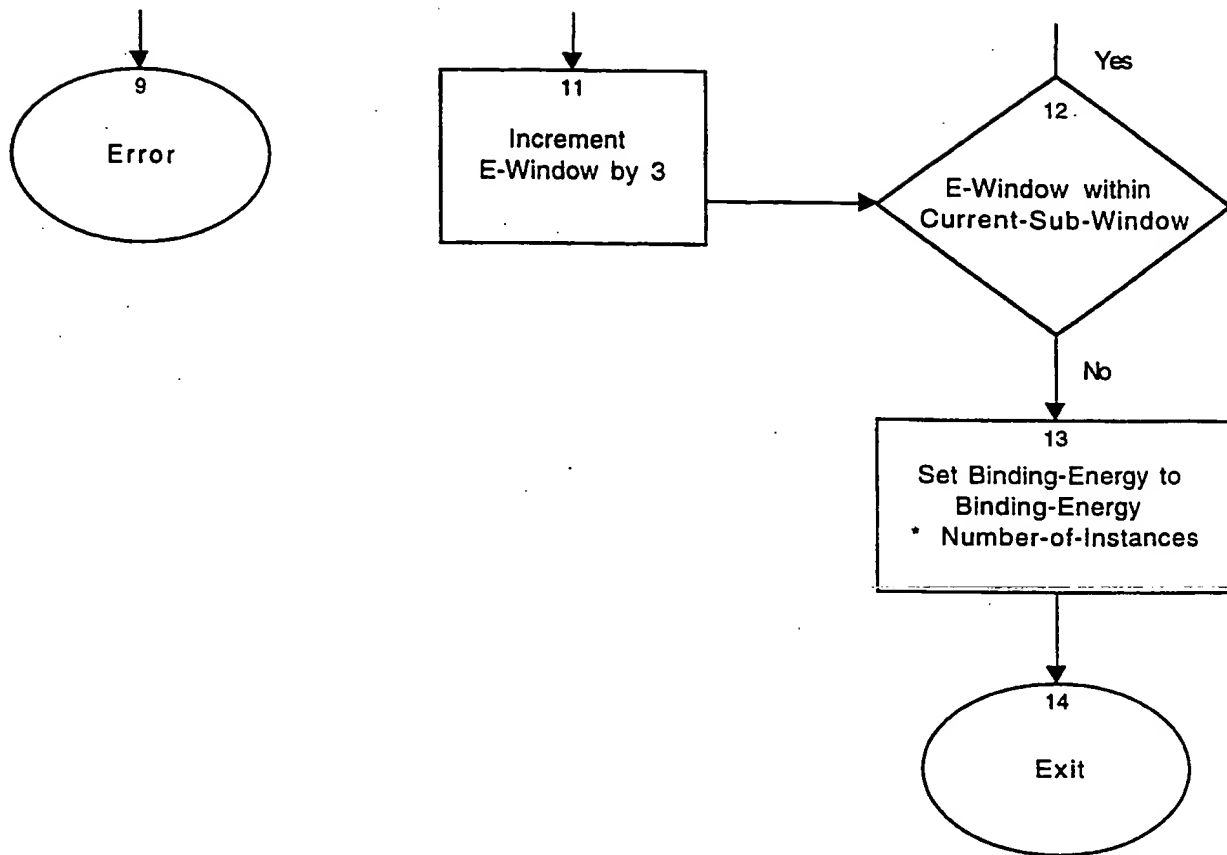 9
Error
11
Increment
E-Window by 3
Yes
12
E-Window within
Current-Sub-Window
No
13
Set Binding-Energy to
Binding-Energy
* Number-of-Instances
14
Exit